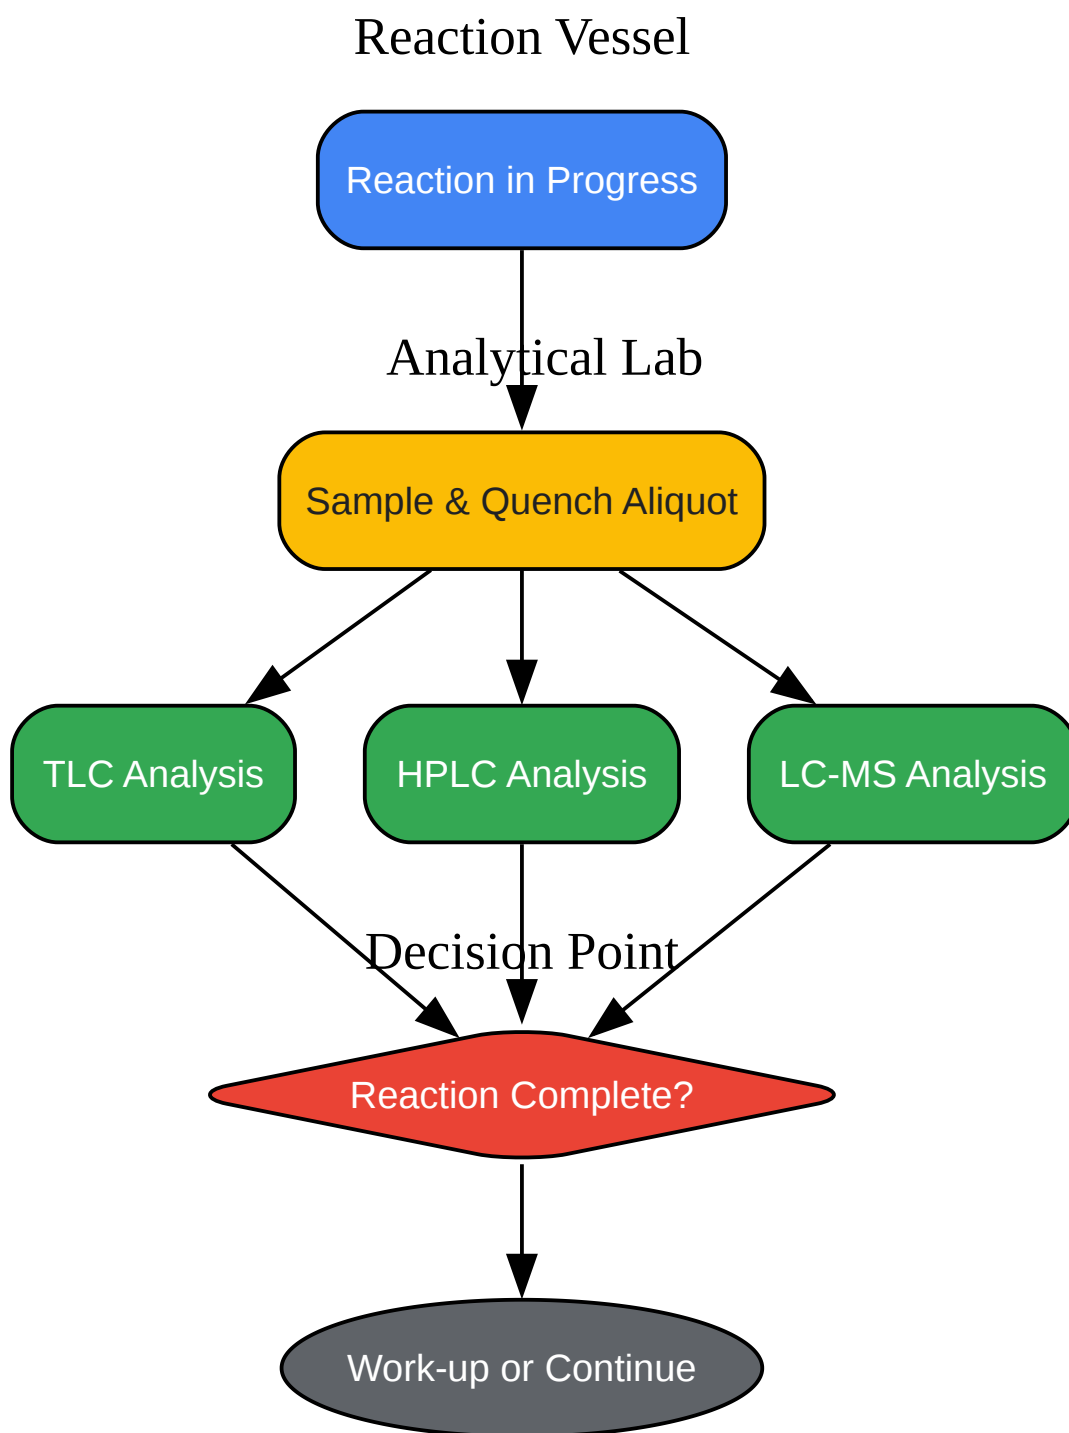 Reaction Vessel
Reaction in Progress
Analytical Lab
Sample & Quench Aliquot
TLC Analysis
HPLC Analysis
LC-MS Analysis
Decision Point
Reaction Complete?
Work-up or Continue